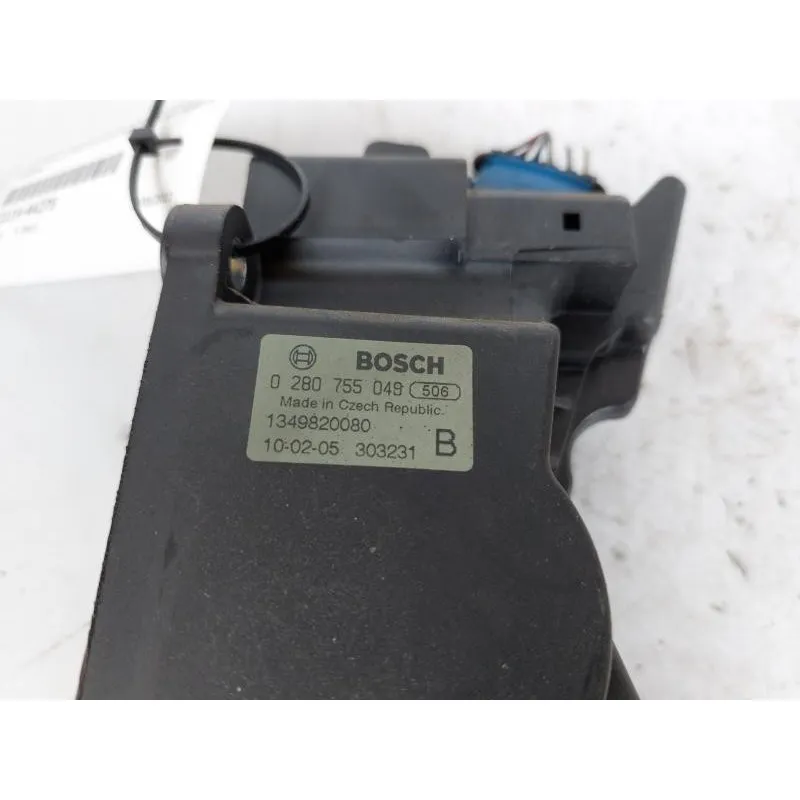 BOSCH
0 280 755 049 506
Made in Czech Republic.
1349820080
10-02-05 303231 B